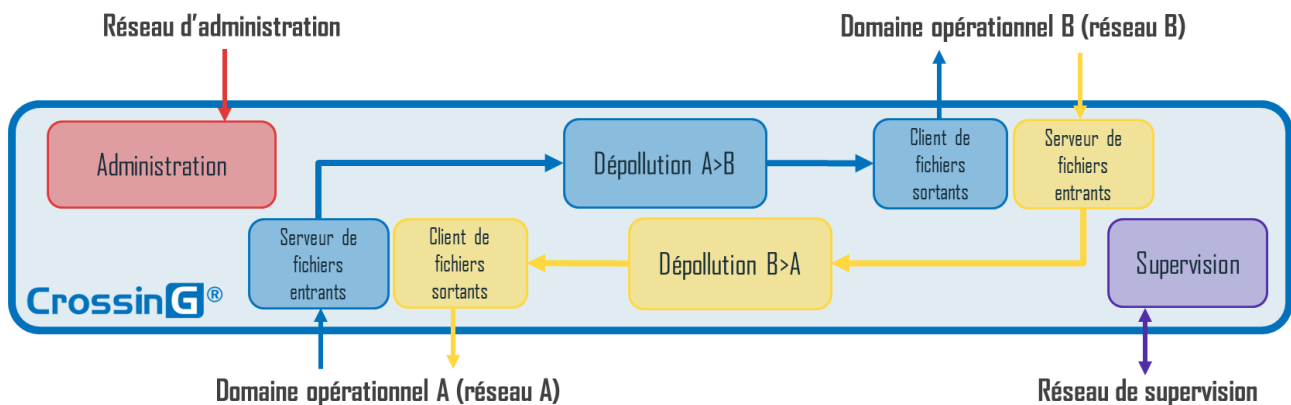 Réseau d'administration
Domaine opérationnel B (réseau B)
Administration
Dépollution A>B
Client de
fichiers
sortants
Serveur de
fichiers
entrants
Serveur de
fichiers
entrants
Client de
fichiers
sortants
Dépollution B>A
Supervision
CrossinG®
Domaine opérationnel A (réseau A)
Réseau de supervision